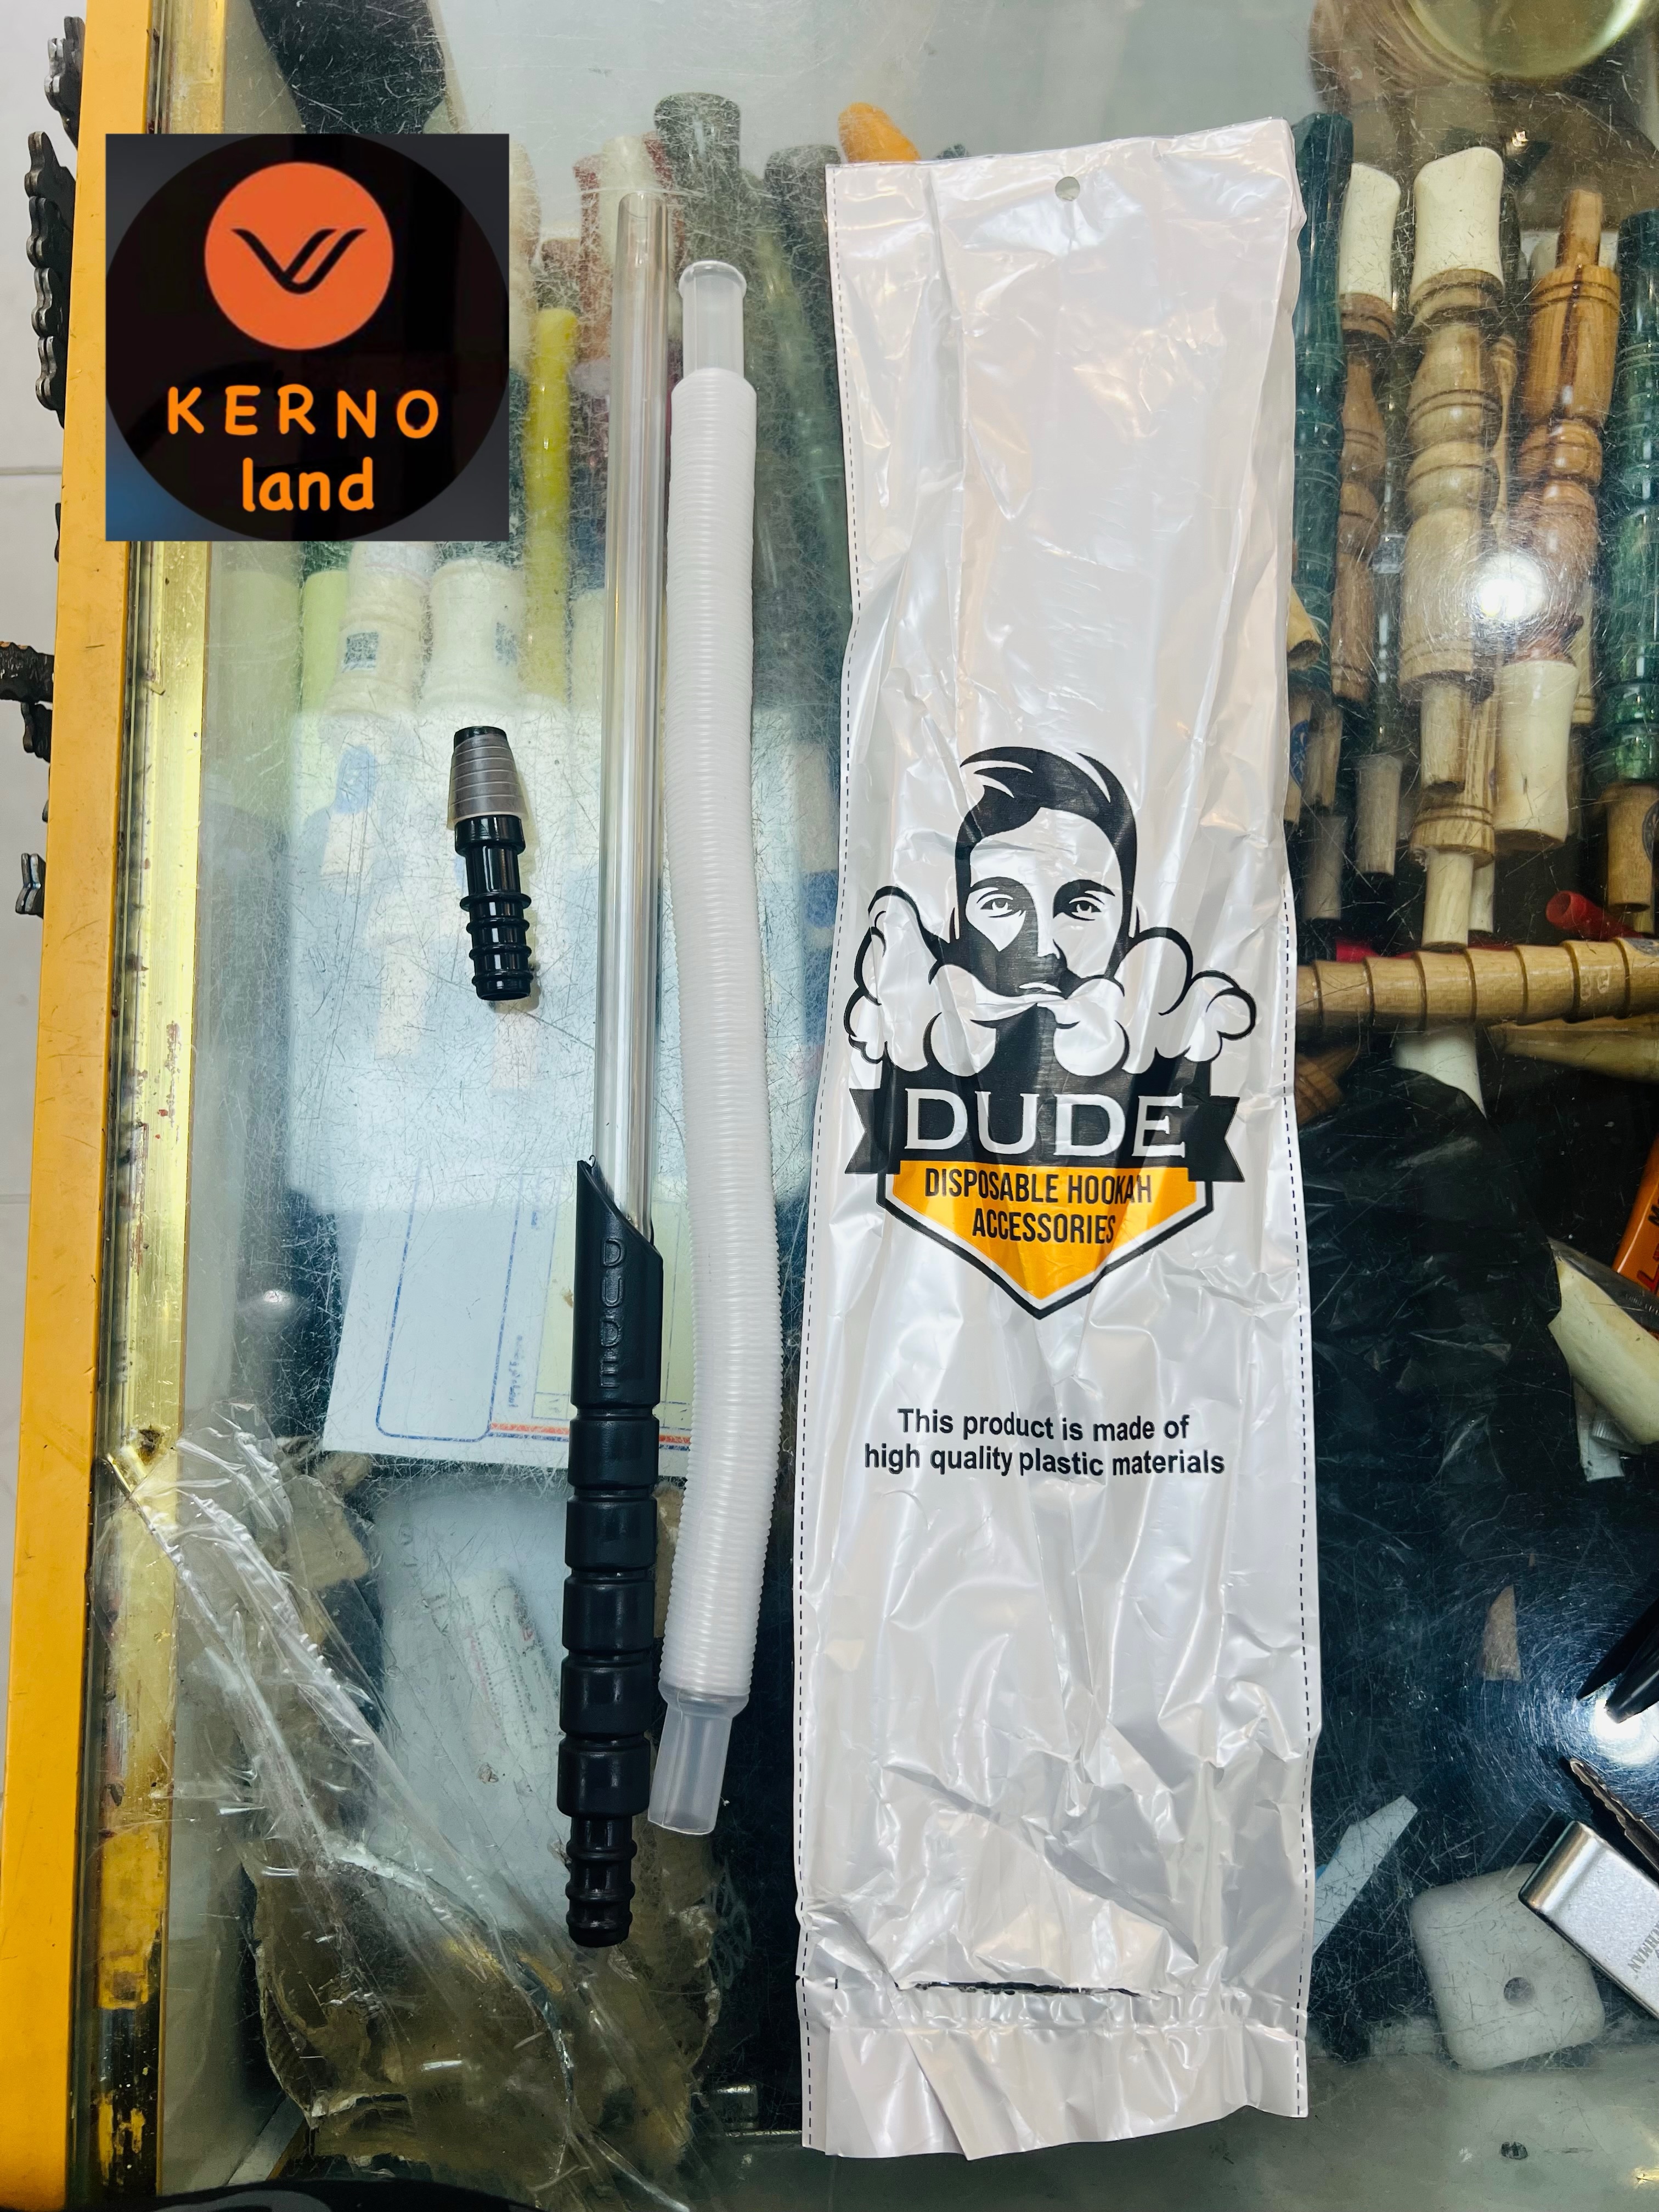 KERNO
land
DUDE
DUDE
DISPOSABLE HOOKAH
ACCESSORIES
This product is made of
high quality plastic materials